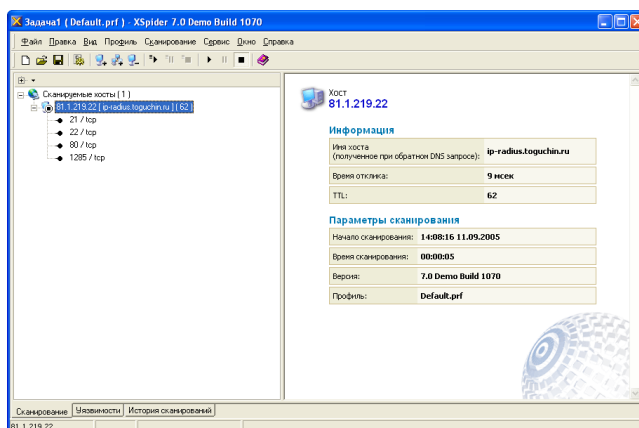 Задача1 ( Default.prf ) - XSpider 7.0 Demo Build 1070
Файл Правка Вид Профиль Сканирование Сервис Окно Справка
Сканируемые хосты ( 1 )
81.1.219.22 [ ip-radius.toguchin.ru ] ( 62 )
21 / tcp
22 / tcp
80 / tcp
1285 / tcp
Хост
81.1.219.22
Информация
Имя хоста
(полученное при обратном DNS запросе): ip-radius.toguchin.ru
Время отклика: 9 мсек
TTL: 62
Параметры сканирования
Начало сканирования: 14:08:16 11.09.2005
Время сканирования: 00:00:05
Версия: 7.0 Demo Build 1070
Профиль: Default.prf
Сканирование Уязвимости История сканирований
81.1.219.22